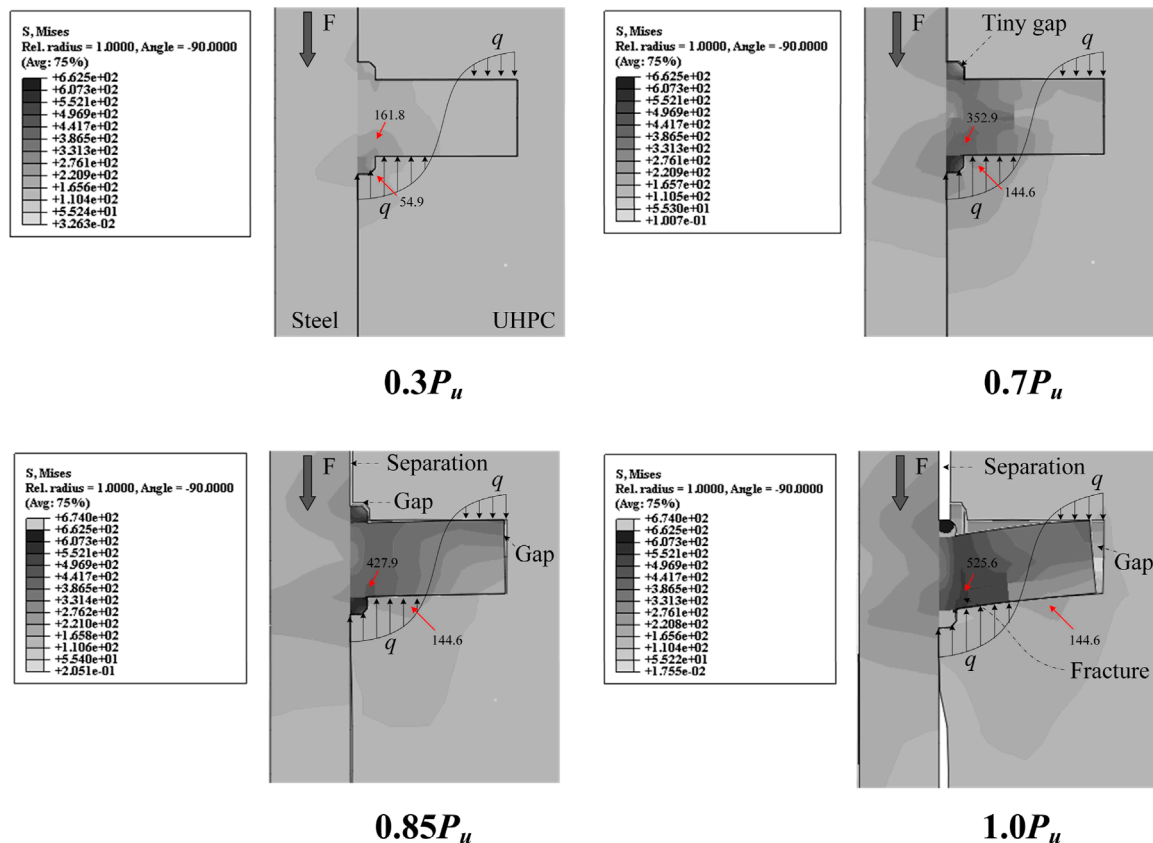 S, Mises
Rel. radius = 1.0000, Angle = -90.0000
(Avg: 75%)
+6.625e+02
+6.073e+02
+5.521e+02
+4.969e+02
+4.417e+02
+3.865e+02
+3.313e+02
+2.761e+02
+2.209e+02
+1.656e+02
+1.104e+02
+5.524e+01
+3.263e-02
F
q
161.8
54.9
q
Steel
UHPC
0.3Pu
S, Mises
Rel. radius = 1.0000, Angle = -90.0000
(Avg: 75%)
+6.625e+02
+6.073e+02
+5.521e+02
+4.969e+02
+4.417e+02
+3.865e+02
+3.313e+02
+2.761e+02
+2.209e+02
+1.657e+02
+1.105e+02
+5.530e+01
+1.007e-01
F
Tiny gap
q
352.9
144.6
q
0.7Pu
S, Mises
Rel. radius = 1.0000, Angle = -90.0000
(Avg: 75%)
+6.740e+02
+6.625e+02
+6.073e+02
+5.521e+02
+4.969e+02
+4.417e+02
+3.865e+02
+3.314e+02
+2.762e+02
+2.210e+02
+1.658e+02
+1.106e+02
+5.540e+01
+2.051e-01
F
Separation
Gap
q
Gap
427.9
144.6
q
0.85Pu
S, Mises
Rel. radius = 1.0000, Angle = -90.0000
(Avg: 75%)
+6.740e+02
+6.625e+02
+6.073e+02
+5.521e+02
+4.969e+02
+4.417e+02
+3.865e+02
+3.313e+02
+2.761e+02
+2.208e+02
+1.656e+02
+1.104e+02
+5.522e+01
+1.755e-02
F
Separation
q
Gap
525.6
144.6
q
Fracture
1.0Pu